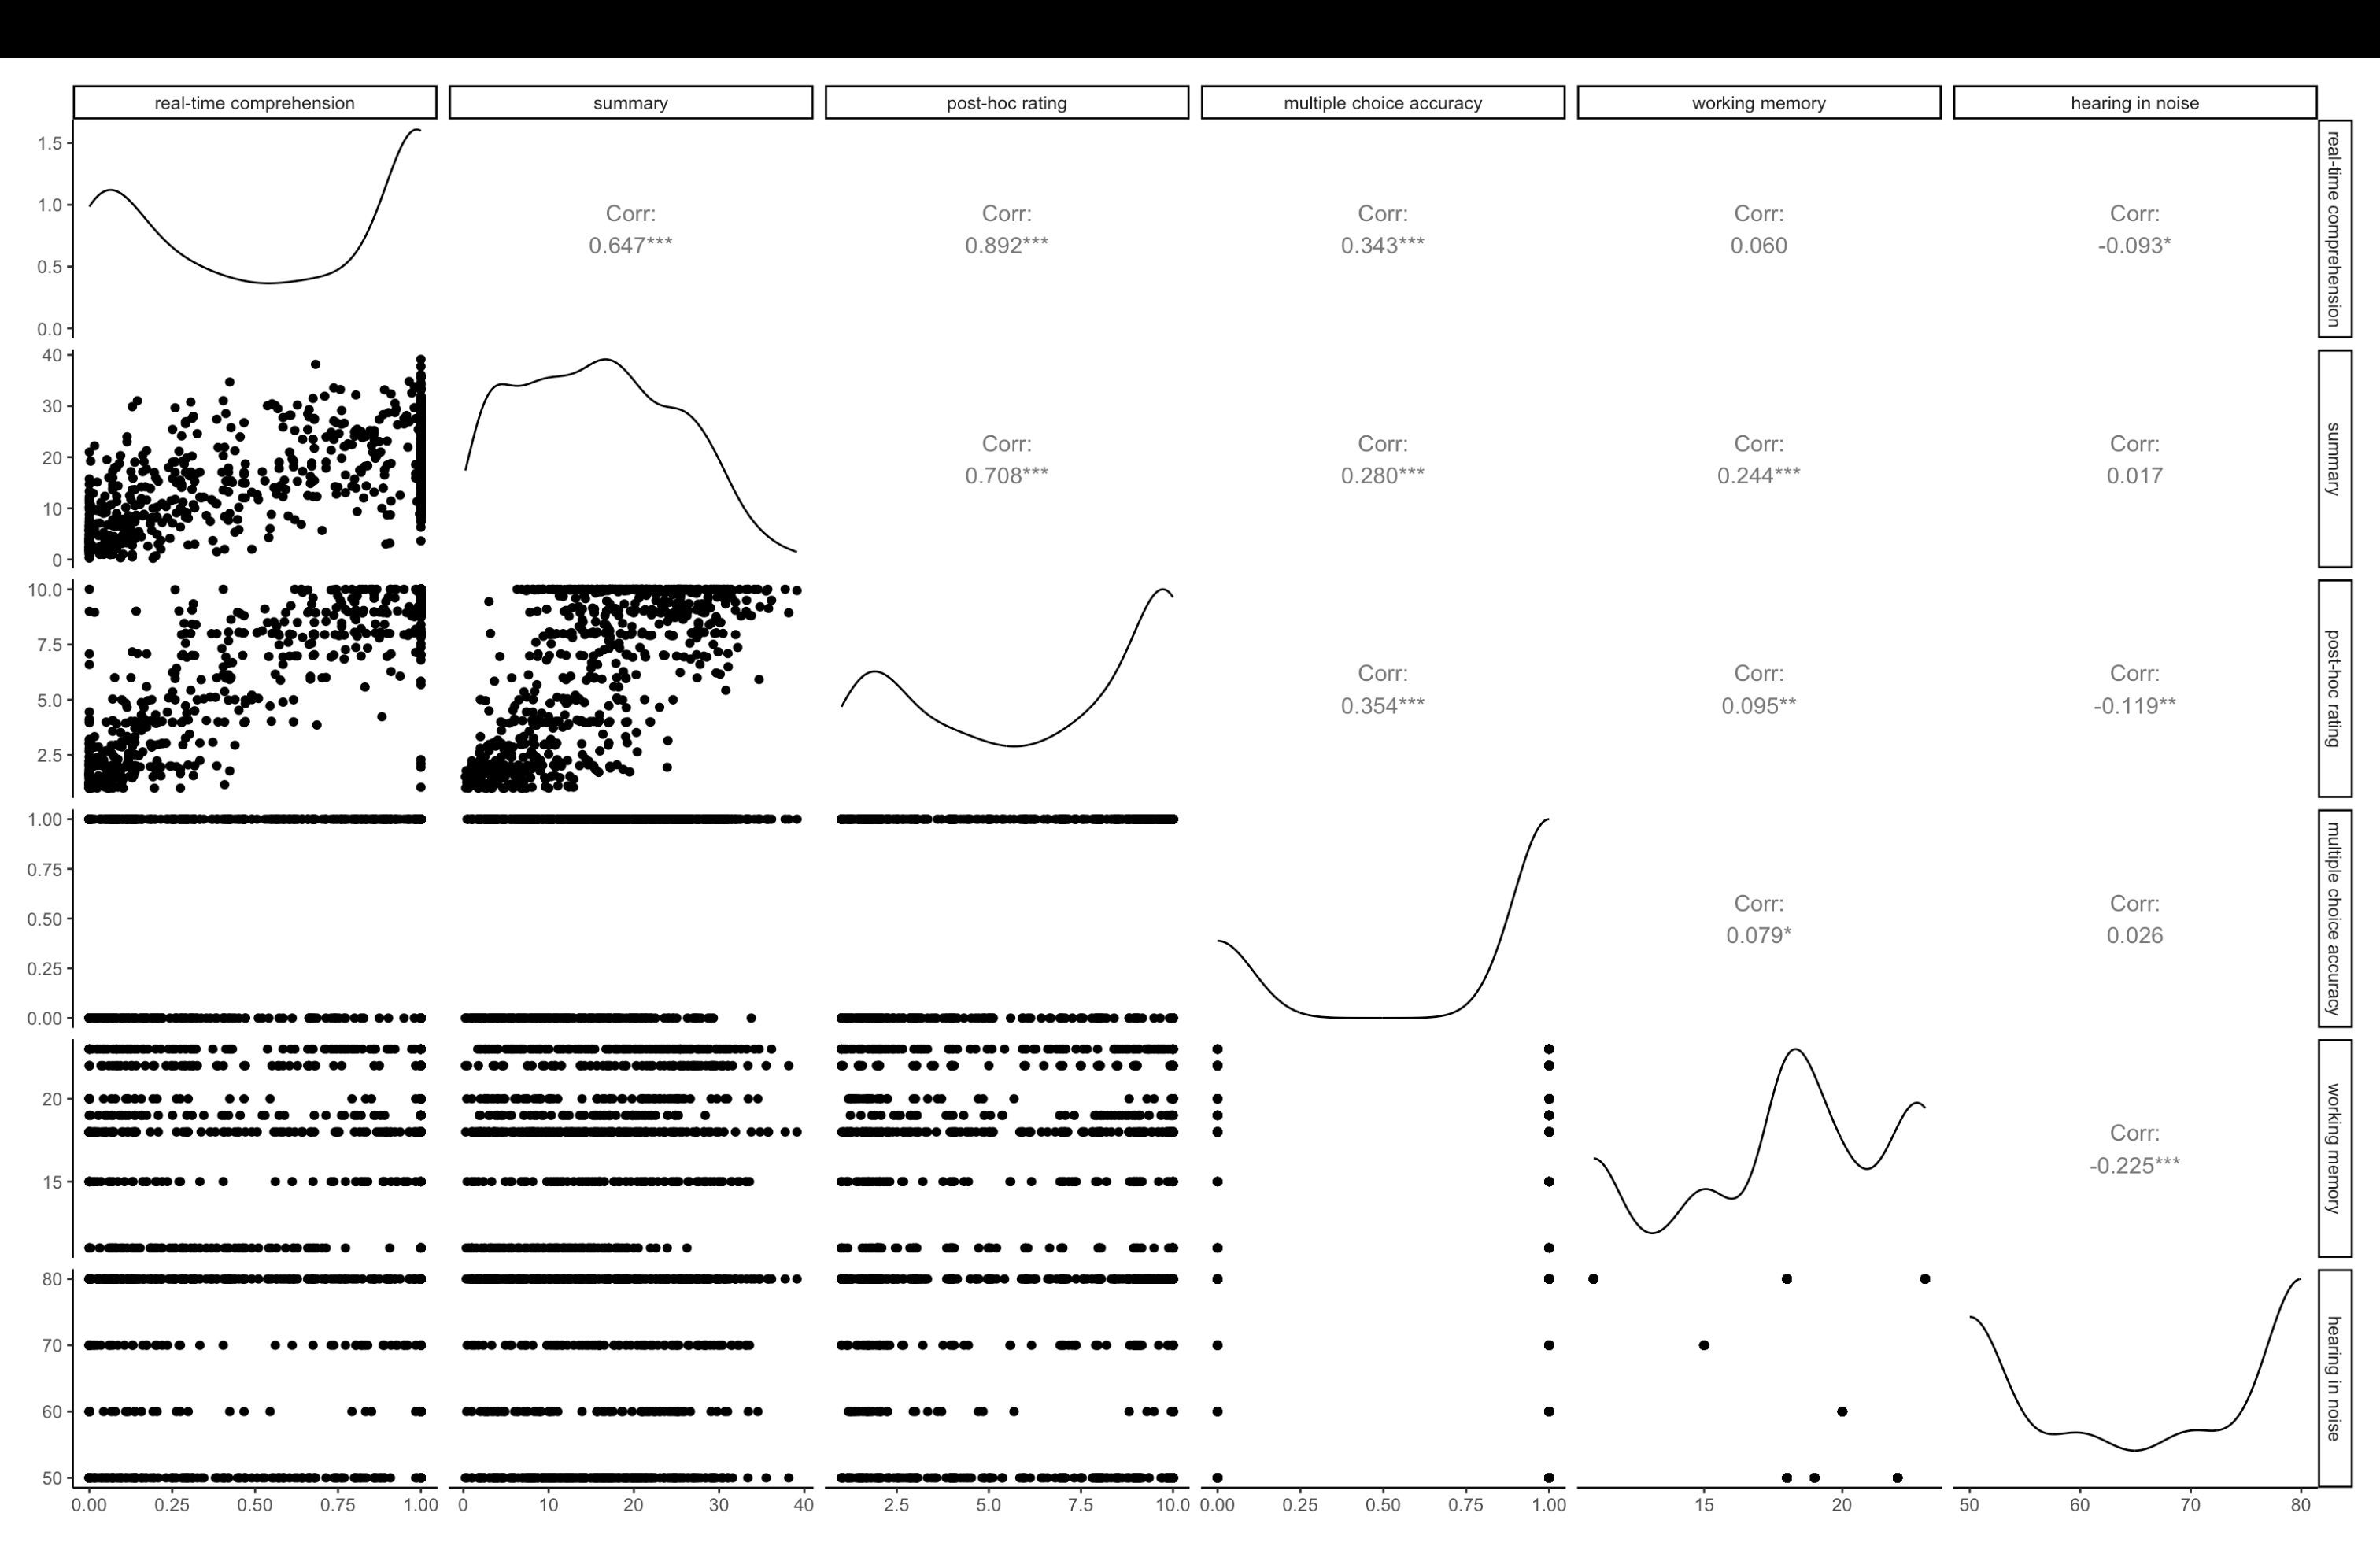 real-time comprehension
summary
post-hoc rating
multiple choice accuracy
working memory
hearing in noise
1.5
1.0
0.5
0.0
Corr:
0.647***
Corr:
0.892***
Corr:
0.343***
Corr:
0.060
Corr:
-0.093*
real-time comprehension
40
30
20
10
0
Corr:
0.708***
Corr:
0.280***
Corr:
0.244***
Corr:
0.017
summary
10.0
7.5
5.0
2.5
Corr:
0.354***
Corr:
0.095**
Corr:
-0.119**
post-hoc rating
1.00
0.75
0.50
0.25
0.00
Corr:
0.079*
Corr:
0.026
multiple choice accuracy
20
15
Corr:
-0.225***
working memory
80
70
60
50
hearing in noise
0.00 0.25 0.50 0.75 1.00
0 10 20 30 40
2.5 5.0 7.5 10.0
0.00 0.25 0.50 0.75 1.00
15 20
50 60 70 80